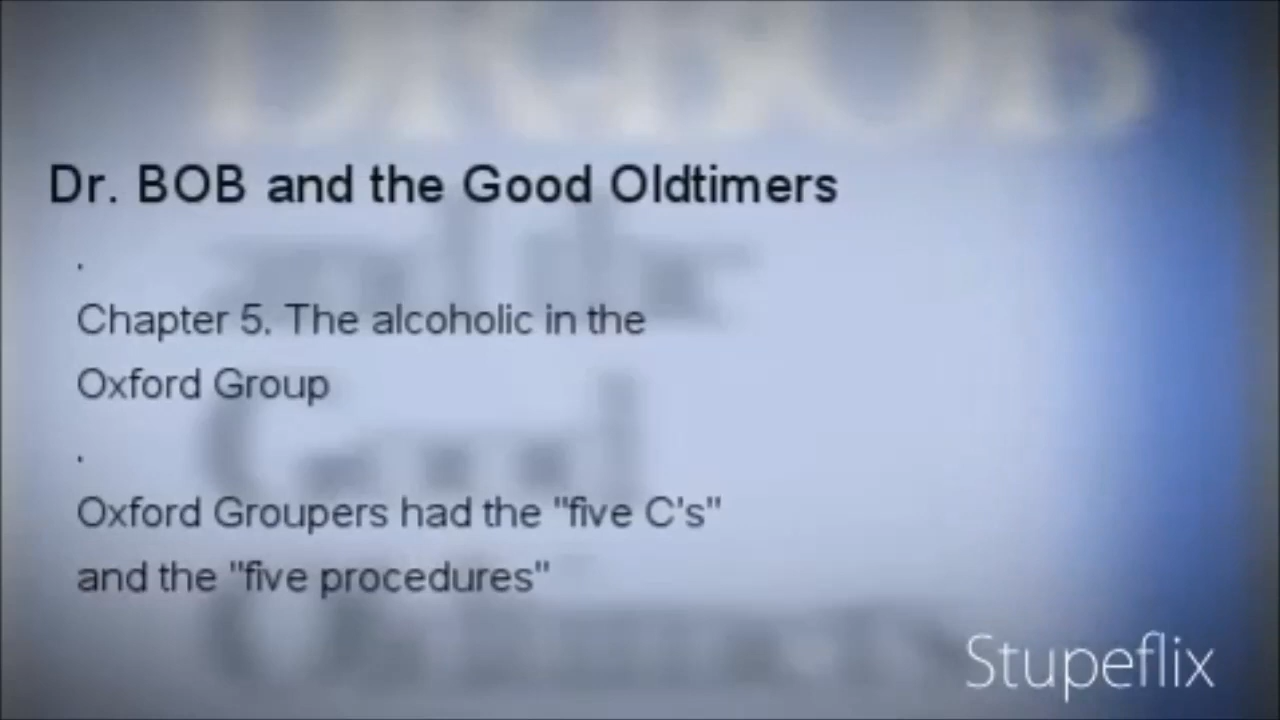 Dr. BOB and the Good Oldtimers
.
Chapter 5. The alcoholic in the
Oxford Group
.
Oxford Groupers had the "five C's"
and the "five procedures"
Stupeflix